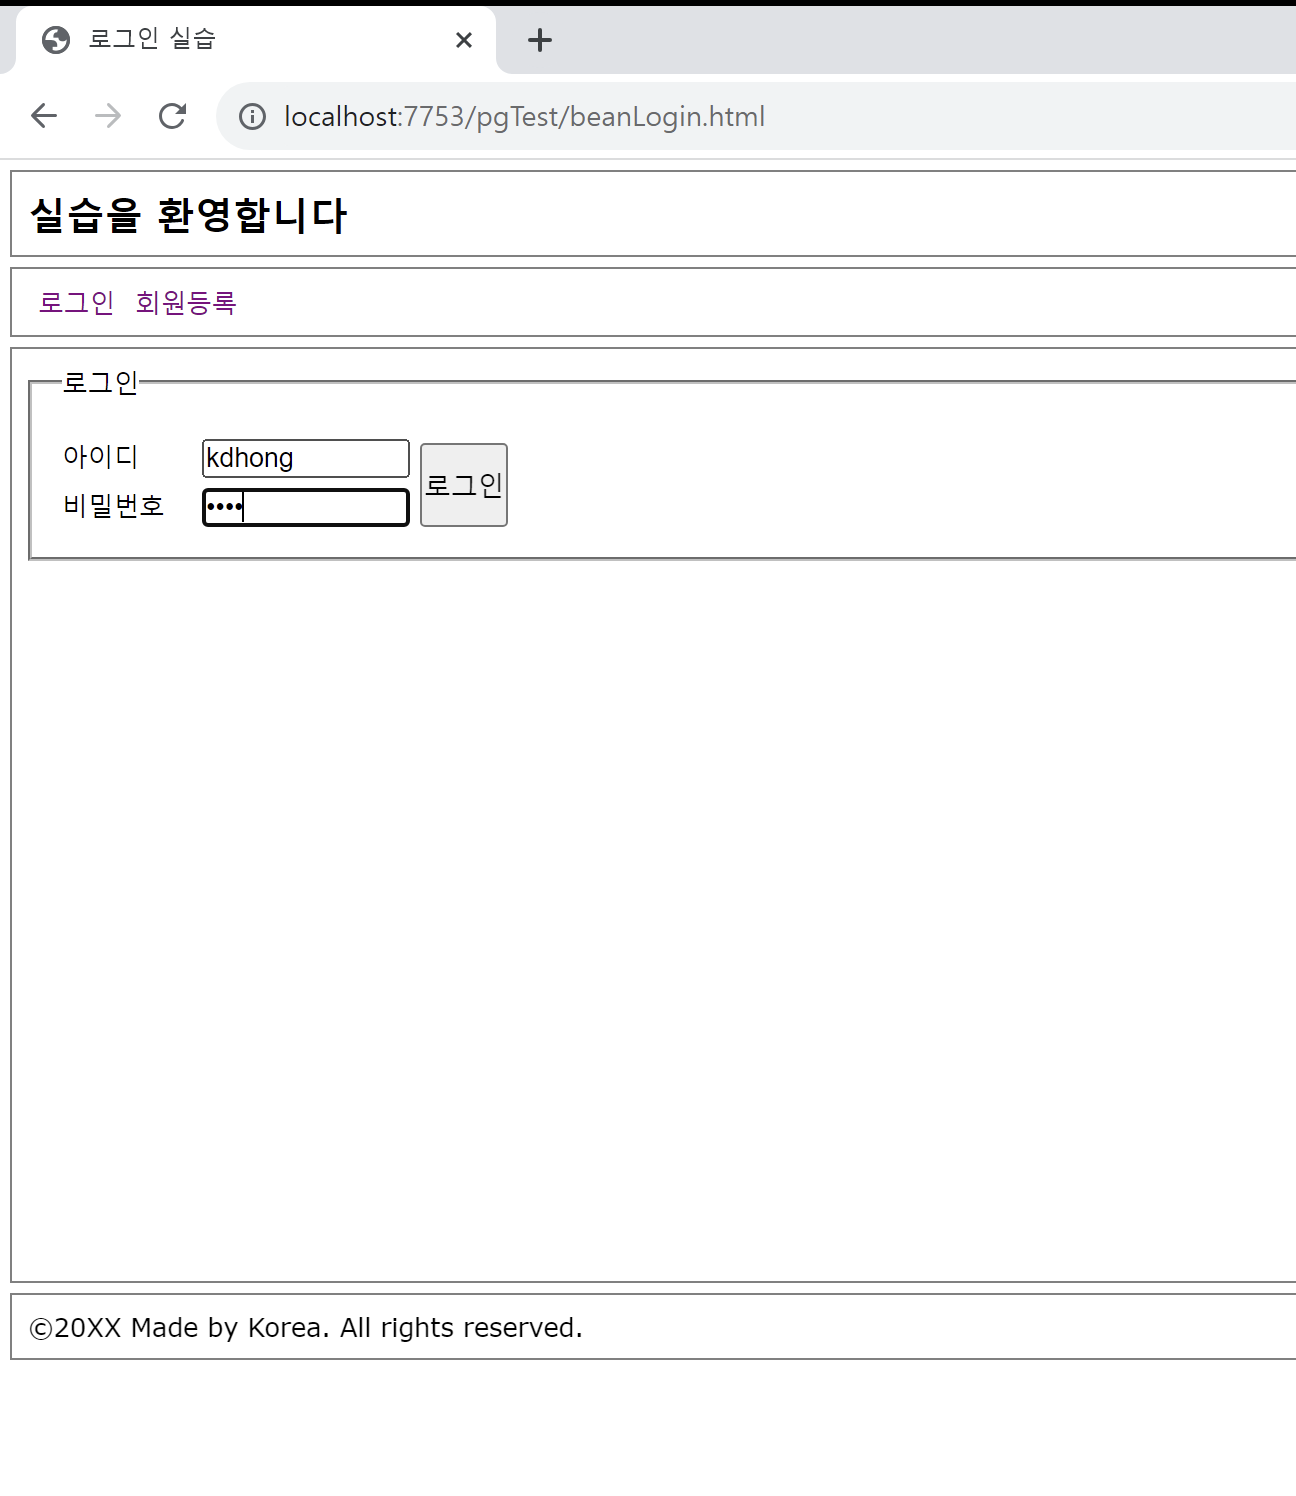 로그인 실습
localhost:7753/pgTest/beanLogin.html
실습을 환영합니다
로그인 회원등록
로그인
아이디 kdhong
비밀번호 ••••
로그인
©20XX Made by Korea. All rights reserved.